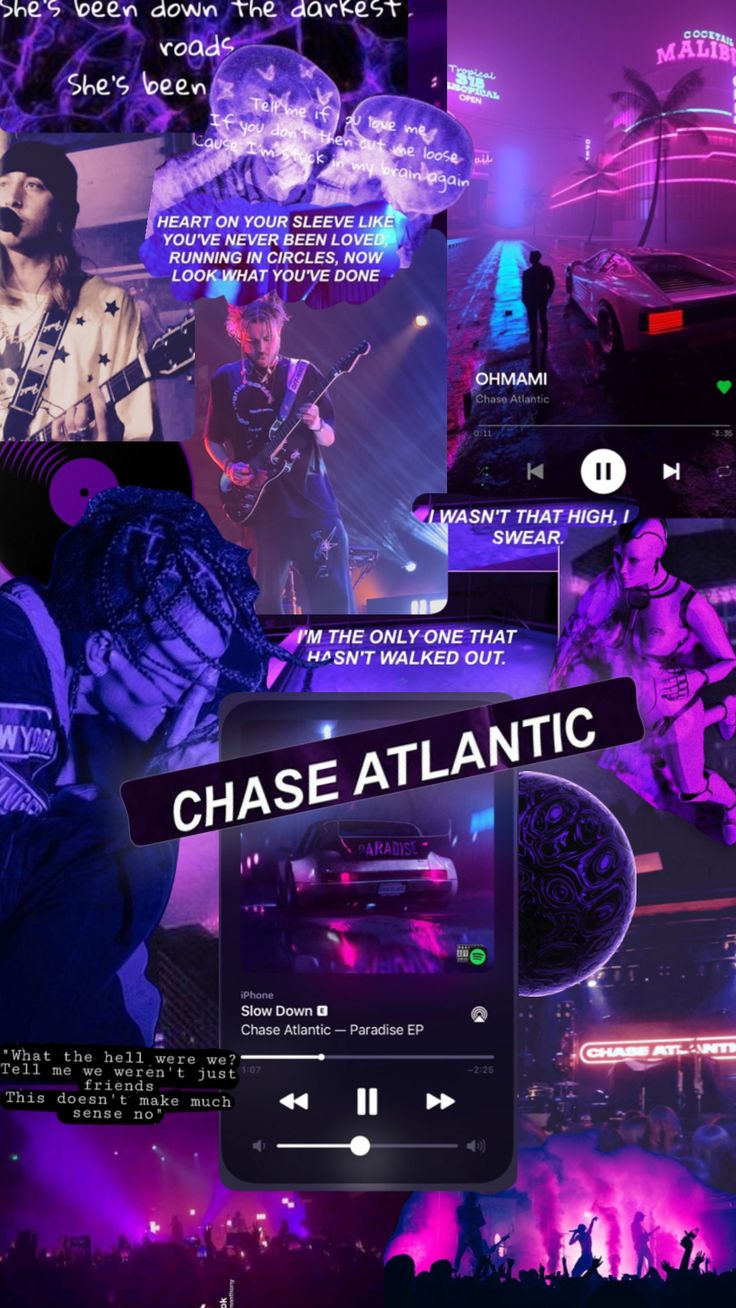 She's been down the darkest
roads
She's been
Tell me if you love me
If you don't then cut me loose
Cause I'm stuck in my brain again
HEART ON YOUR SLEEVE LIKE
YOU'VE NEVER BEEN LOVED,
RUNNING IN CIRCLES, NOW
LOOK WHAT YOU'VE DONE
Tropical
OPEN
COCKTAIL
MALIBU
OHMAMI
Chase Atlantic
0:11
-3:35
I WASN'T THAT HIGH, I
SWEAR.
I'M THE ONLY ONE THAT
HASN'T WALKED OUT.
CHASE ATLANTIC
PARADISE
iPhone
Slow Down E
Chase Atlantic — Paradise EP
1:07
-2:25
CHASE ATLANTIC
"What the hell were we?
Tell me we weren't just
friends
This doesn't make much
sense no"